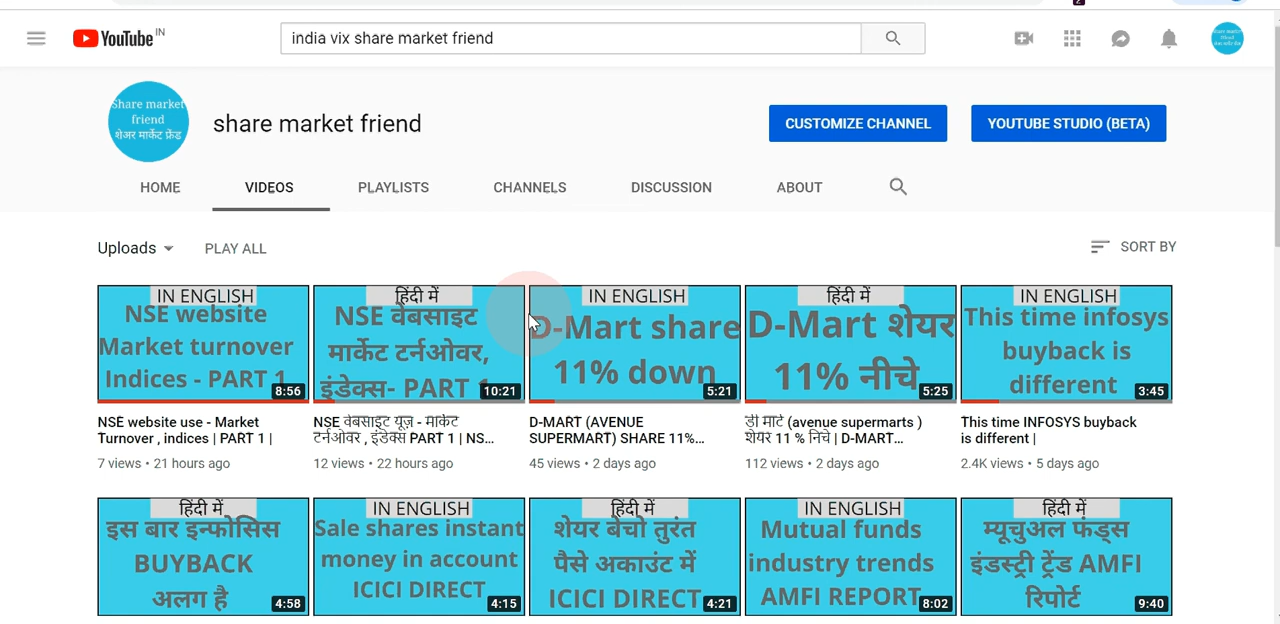 2
YouTube IN
india vix share market friend
Share market
friend
शेअर मार्केट फ्रेंड
share market friend
CUSTOMIZE CHANNEL
YOUTUBE STUDIO (BETA)
HOME VIDEOS PLAYLISTS CHANNELS DISCUSSION ABOUT
Uploads PLAY ALL SORT BY
IN ENGLISH
NSE website
Market turnover
Indices - PART 1
8:56
NSE website use - Market
Turnover , indices | PART 1 |
7 views • 21 hours ago
हिंदी में
NSE वेबसाइट
मार्केट टर्नओवर,
इंडेक्स- PART 1
10:21
NSE वेबसाइट यूज़ - मार्केट
टर्नओवर , इंडेक्स PART 1 | NS...
12 views • 22 hours ago
IN ENGLISH
D-Mart share
11% down
5:21
D-MART (AVENUE
SUPERMART) SHARE 11%...
45 views • 2 days ago
हिंदी में
D-Mart शेयर
11% नीचे
5:25
डी मार्ट (avenue supermarts )
शेयर 11 % निचे | D-MART...
112 views • 2 days ago
IN ENGLISH
This time infosys
buyback is
different
3:45
This time INFOSYS buyback
is different |
2.4K views • 5 days ago
हिंदी में
इस बार इन्फोसिस
BUYBACK
अलग है
4:58
IN ENGLISH
Sale shares instant
money in account
ICICI DIRECT
4:15
हिंदी में
शेयर बेचो तुरंत
पैसे अकाउंट में
ICICI DIRECT
4:21
IN ENGLISH
Mutual funds
industry trends
AMFI REPORT
8:02
हिंदी में
म्यूचुअल फंड्स
इंडस्ट्री ट्रेंड AMFI
रिपोर्ट
9:40